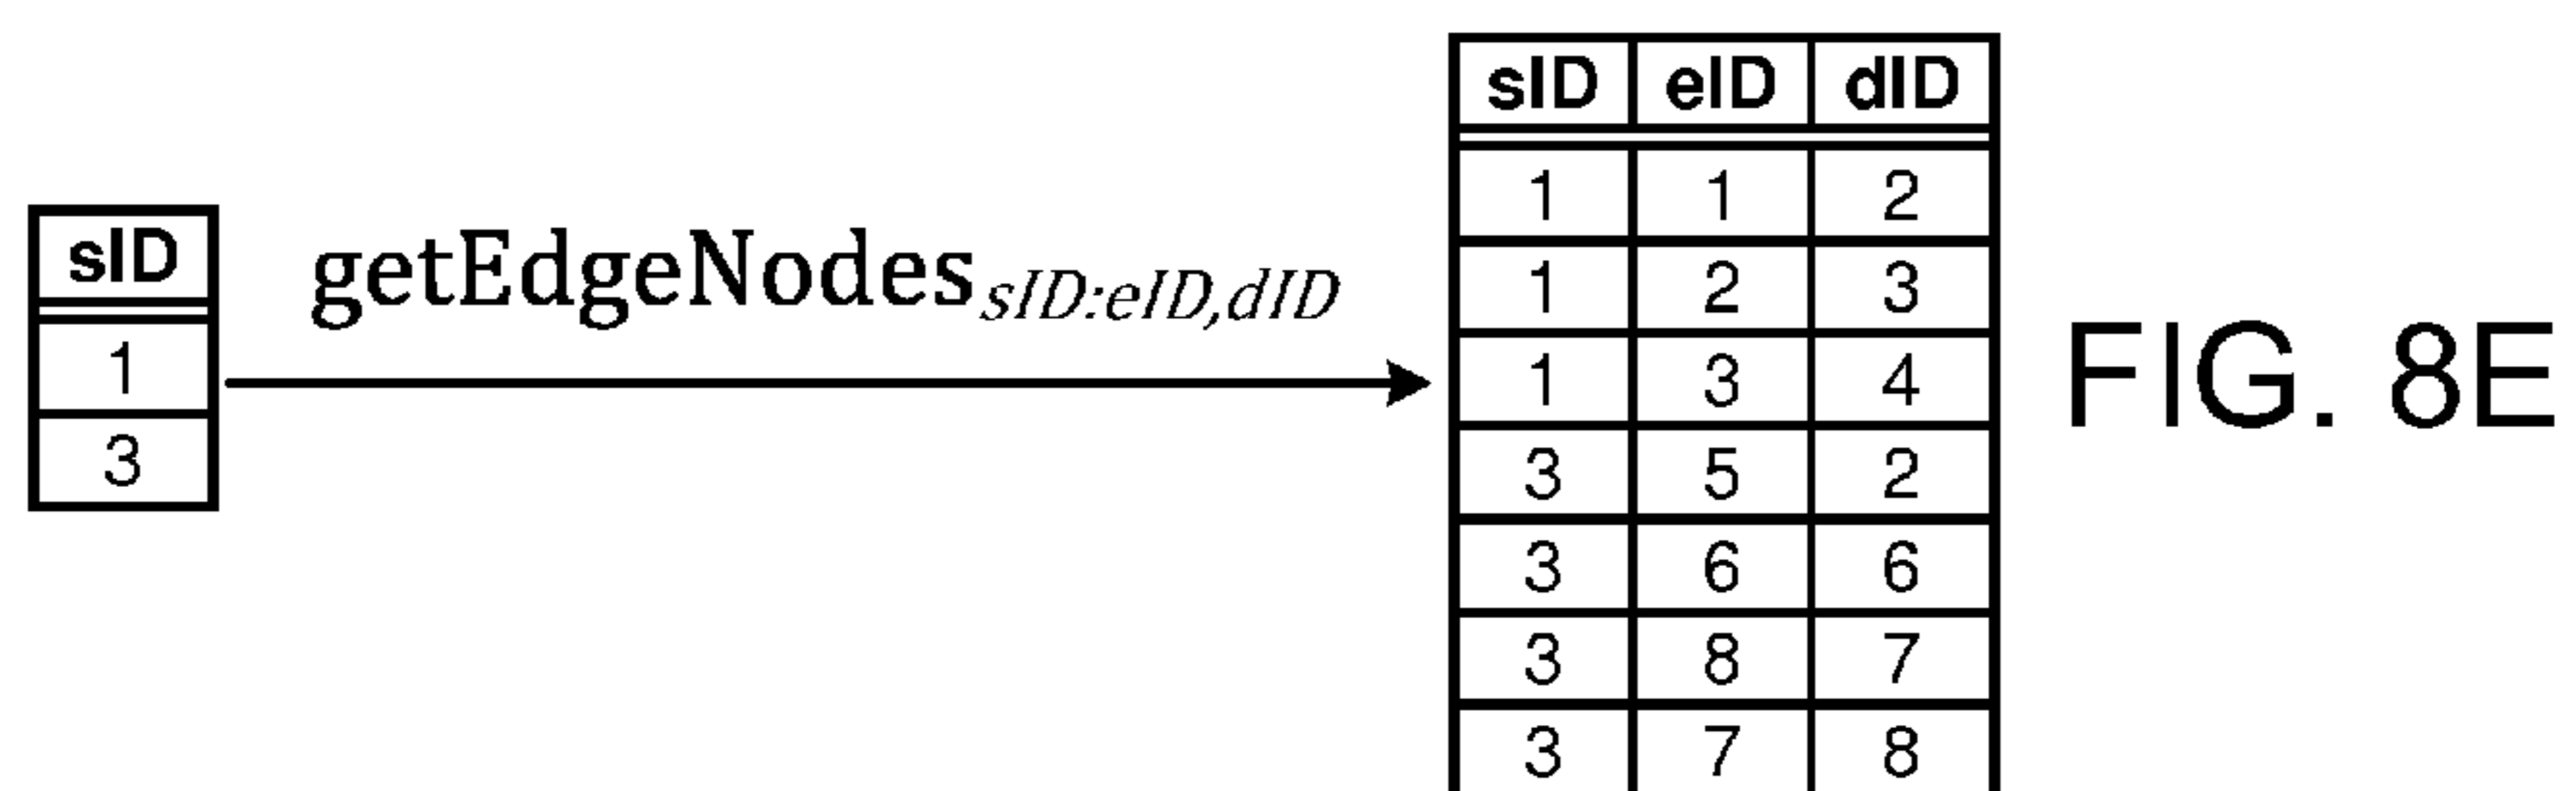 sID
1
3
getEdgeNodes sID:eID,dID
sID eID dID
1 1 2
1 2 3
1 3 4
3 5 2
3 6 6
3 8 7
3 7 8
FIG. 8E